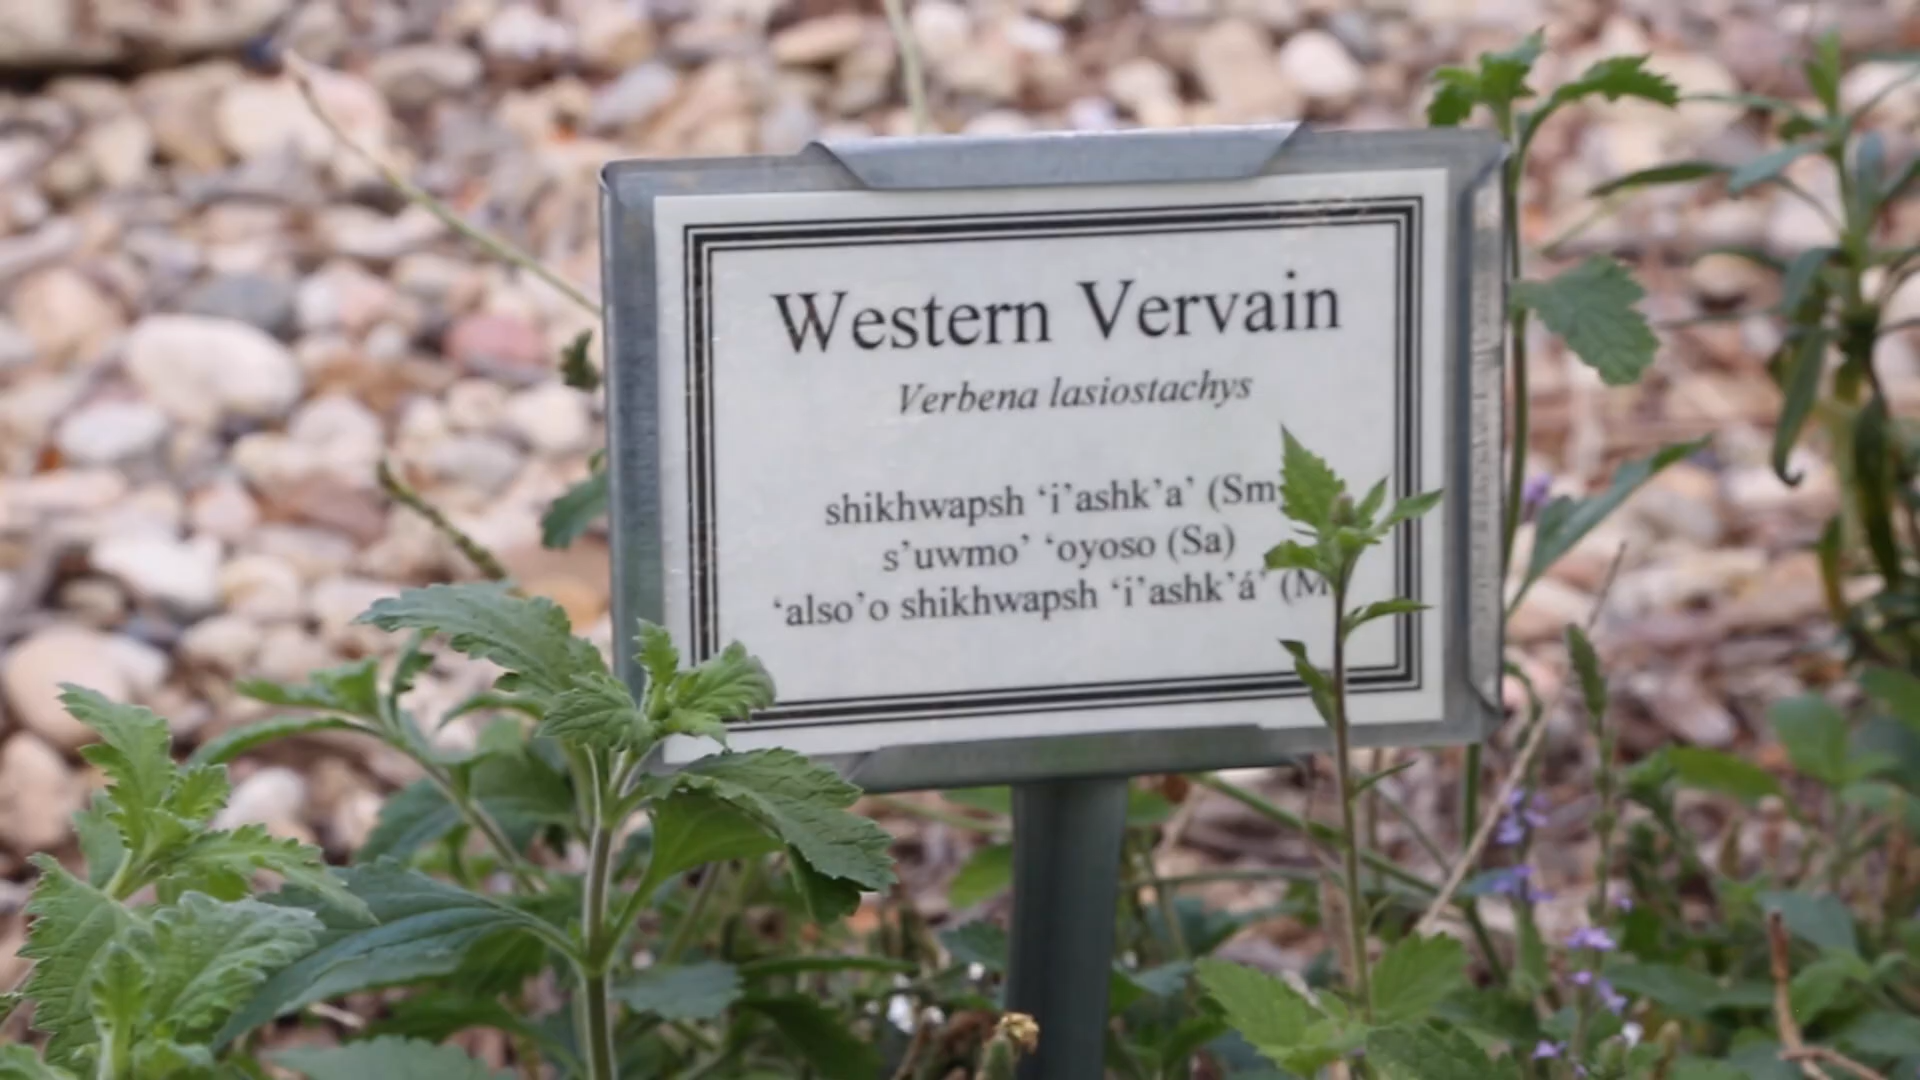 Western Vervain
Verbena lasiostachys
shikhwapsh ‘i’ashk’a’ (Sm
s’uwmo’ ‘oyoso (Sa)
‘also’o shikhwapsh ‘i’ashk’á’ (M